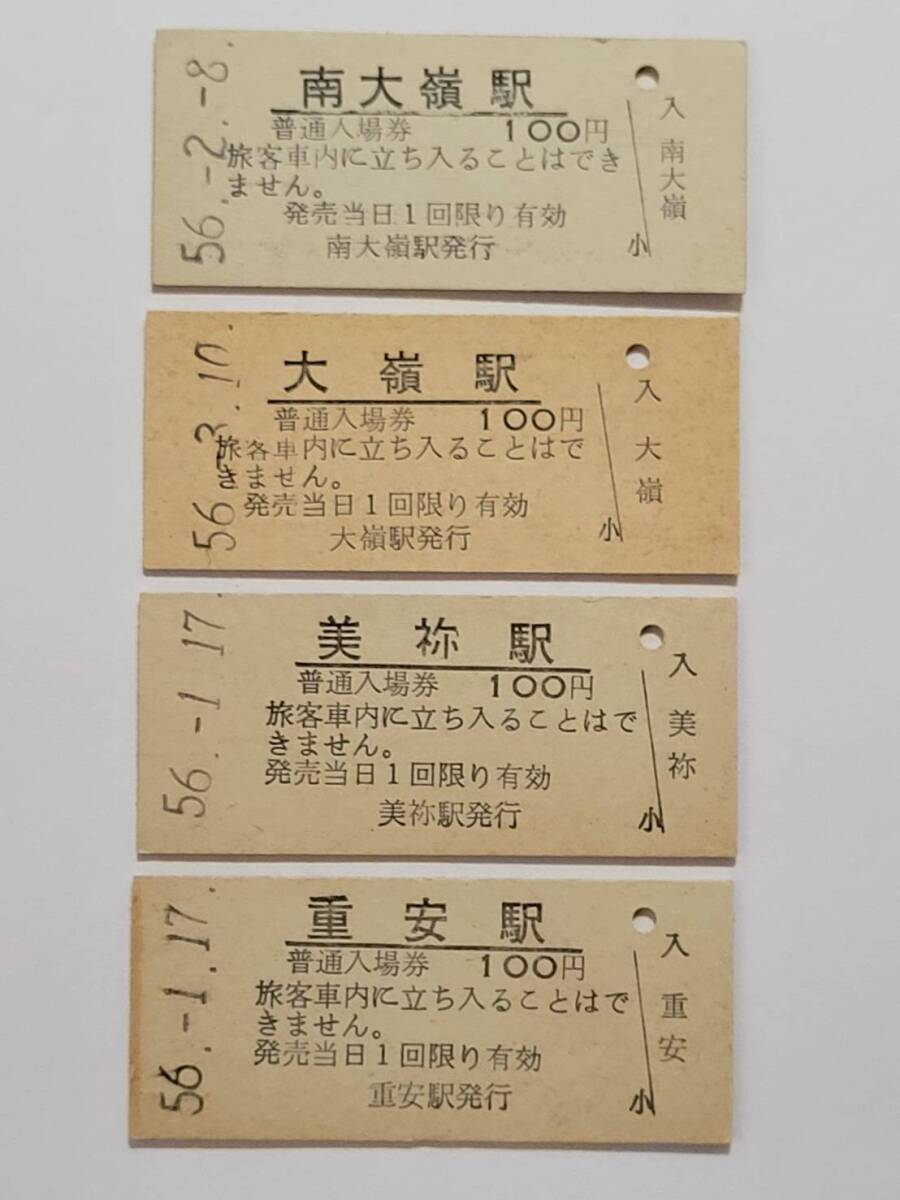 56.-2.-8.
南大嶺駅
普通入場券 100円
旅客車内に立ち入ることはでき
ません。
発売当日1回限り有効
南大嶺駅発行
入
南大嶺
小
56.-3.10.
大嶺駅
普通入場券 100円
旅客車内に立ち入ることはで
きません。
発売当日1回限り有効
大嶺駅発行
入
大嶺
小
56.-1.17.
美祢駅
普通入場券 100円
旅客車内に立ち入ることはで
きません。
発売当日1回限り有効
美祢駅発行
入
美祢
小
56.-1.17.
重安駅
普通入場券 100円
旅客車内に立ち入ることはで
きません。
発売当日1回限り有効
重安駅発行
入
重安
小